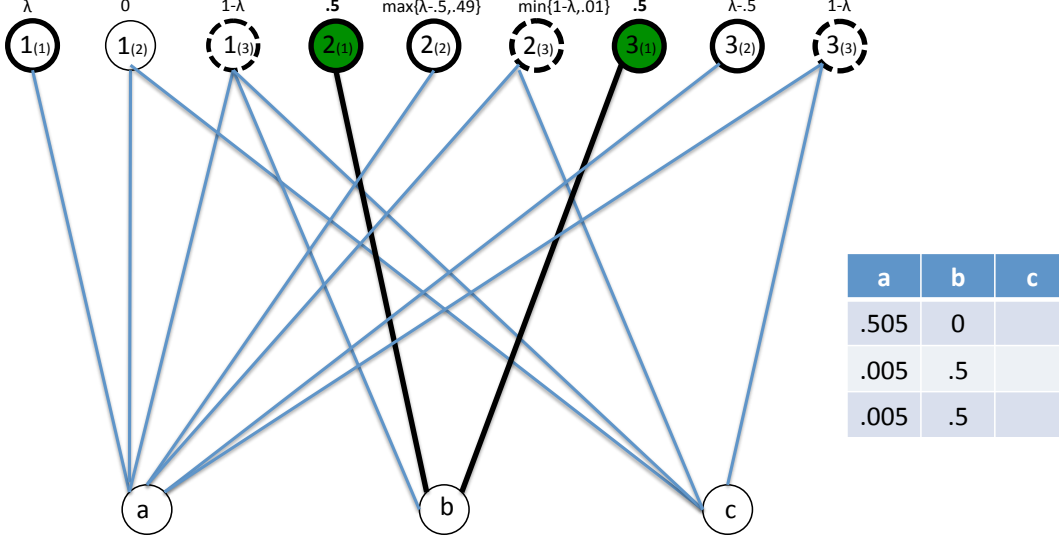 λ 0 1-λ .5 max{λ-.5,.49} min{1-λ,.01} .5 λ-.5 1-λ
1(1) 1(2) 1(3) 2(1) 2(2) 2(3) 3(1) 3(2) 3(3)
a b c
.505 0
.005 .5
.005 .5
a b c